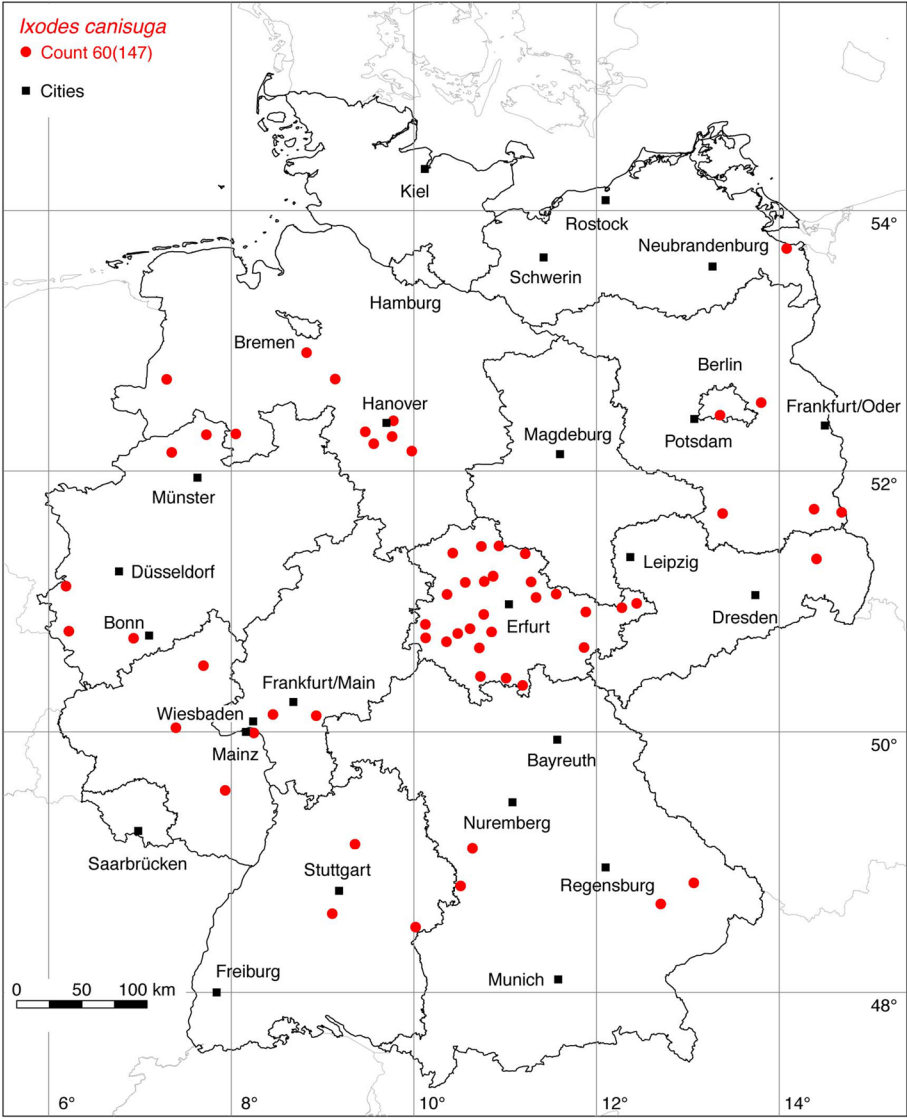 Ixodes canisuga
Count 60(147)
Cities
Kiel
Rostock
54°
Neubrandenburg
Schwerin
Hamburg
Bremen
Berlin
Hanover
Frankfurt/Oder
Magdeburg
Potsdam
52°
Münster
Leipzig
Düsseldorf
Dresden
Bonn
Erfurt
Frankfurt/Main
Wiesbaden
50°
Mainz
Bayreuth
Nuremberg
Saarbrücken
Stuttgart
Regensburg
Freiburg
Munich
0 50 100 km
48°
6° 8° 10° 12° 14°